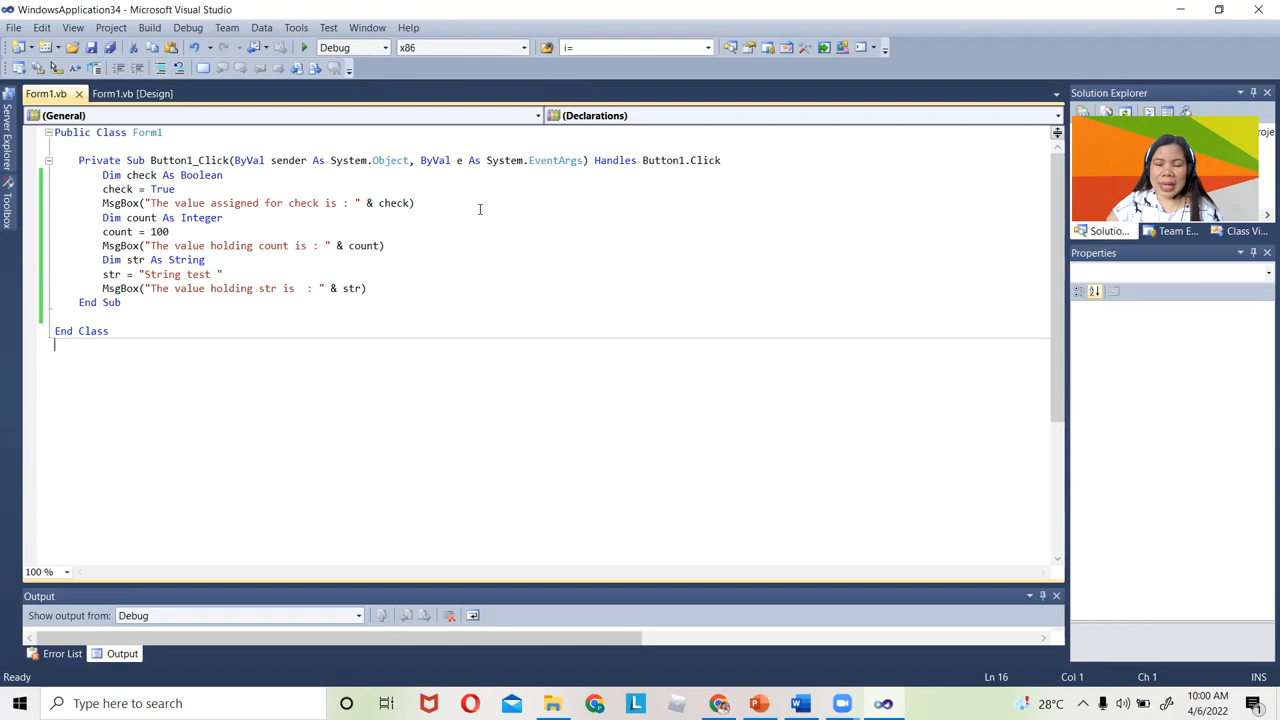 WindowsApplication34 - Microsoft Visual Studio
File Edit View Project Build Debug Team Data Tools Test Window Help
Debug x86 i=
Form1.vb Form1.vb [Design] Solution Explorer
(General) (Declarations)
Public Class Form1
Private Sub Button1_Click(ByVal sender As System.Object, ByVal e As System.EventArgs) Handles Button1.Click
Dim check As Boolean
check = True
MsgBox("The value assigned for check is : " & check)
Dim count As Integer
count = 100
MsgBox("The value holding count is : " & count)
Dim str As String
str = "String test "
MsgBox("The value holding str is  : " & str)
End Sub
End Class
Server Explorer
Toolbox
Solutio... Team E... Class Vi...
Properties
100 %
Output
Show output from: Debug
Error List Output
Ready Ln 16 Col 1 Ch 1 INS
Type here to search
28°C
10:00 AM
4/6/2022